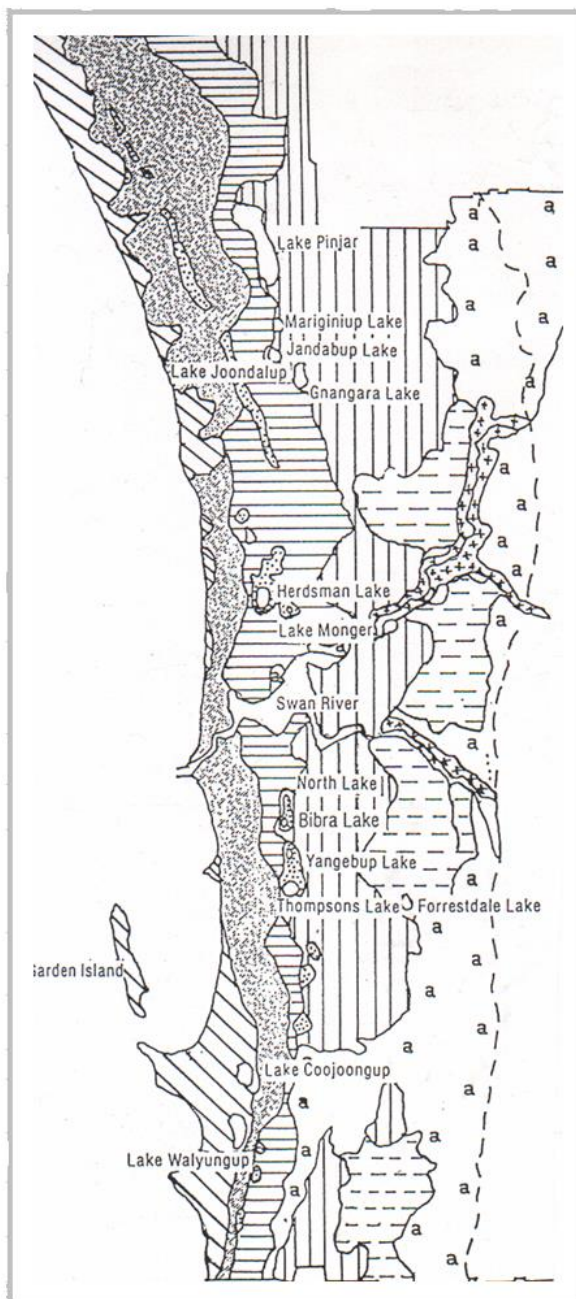 Lake Pinjar
Mariginiup Lake
Jandabup Lake
Lake Joondalup
Gnangara Lake
Herdsman Lake
Lake Monger
Swan River
North Lake
Bibra Lake
Yangebup Lake
Thompsons Lake
Forrestdale Lake
Garden Island
Lake Coojoongup
Lake Walyungup